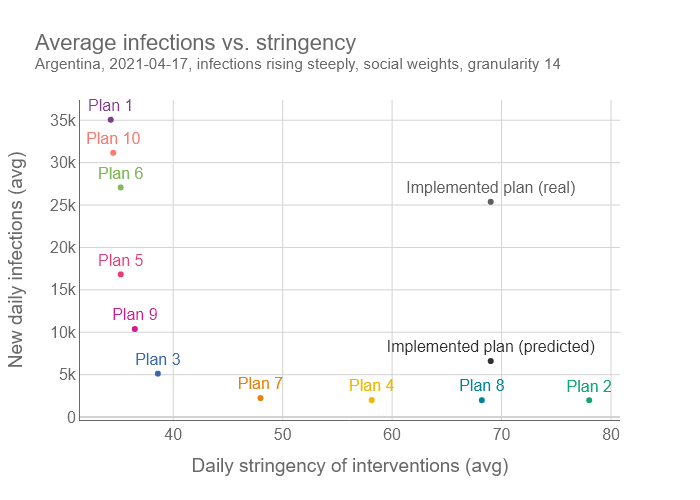 Average infections vs. stringency
Argentina, 2021-04-17, infections rising steeply, social weights, granularity 14
New daily infections (avg)
35k
30k
25k
20k
15k
10k
5k
0
Plan 1
Plan 10
Plan 6
Implemented plan (real)
Plan 5
Plan 9
Implemented plan (predicted)
Plan 3
Plan 7
Plan 4
Plan 8
Plan 2
40
50
60
70
80
Daily stringency of interventions (avg)